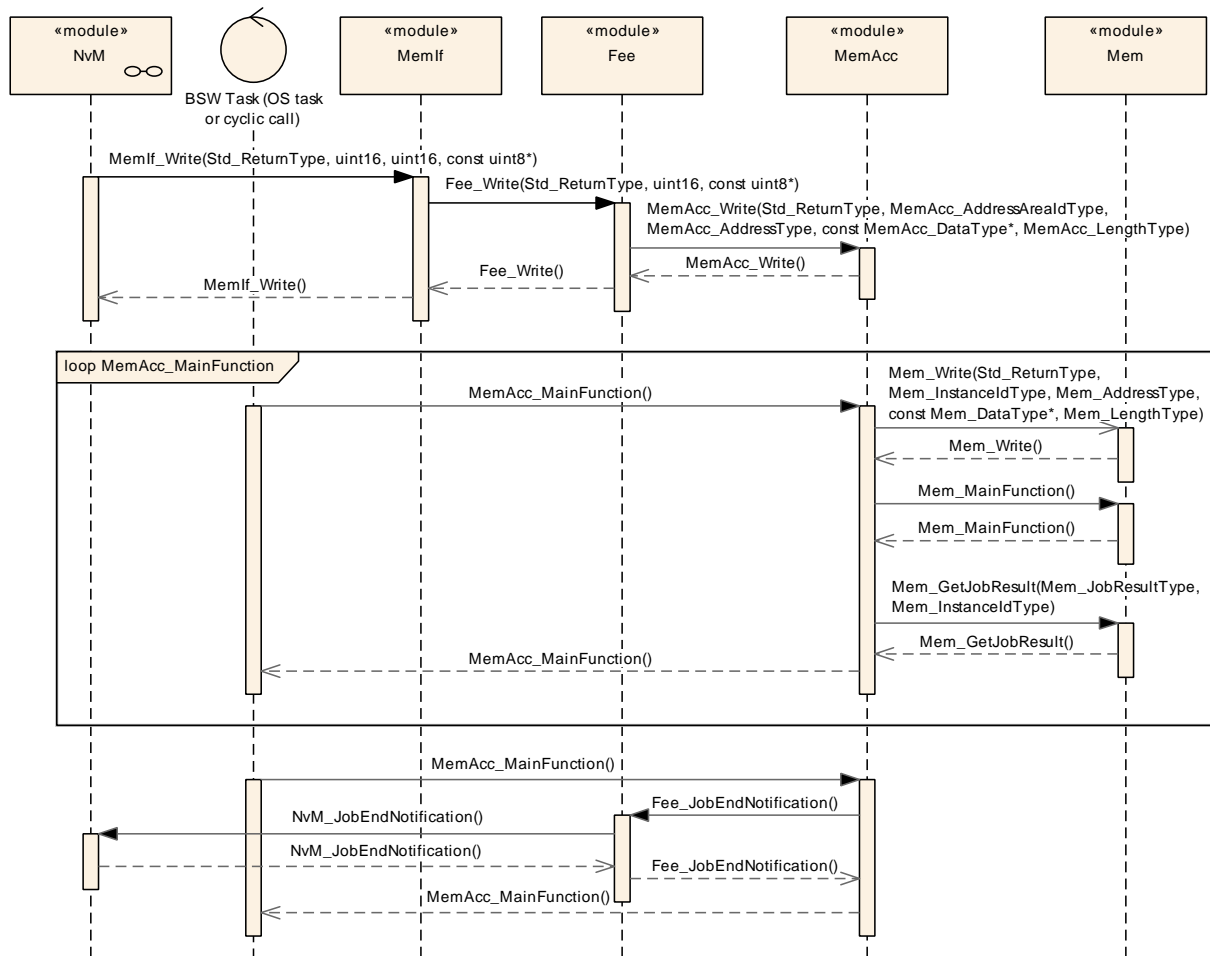 «module»
NvM
BSW Task (OS task
or cyclic call)
«module»
MemIf
«module»
Fee
«module»
MemAcc
«module»
Mem
MemIf_Write(Std_ReturnType, uint16, uint16, const uint8*)
Fee_Write(Std_ReturnType, uint16, const uint8*)
MemAcc_Write(Std_ReturnType, MemAcc_AddressAreaIdType,
MemAcc_AddressType, const MemAcc_DataType*, MemAcc_LengthType)
MemAcc_Write()
Fee_Write()
MemIf_Write()
loop MemAcc_MainFunction
MemAcc_MainFunction()
Mem_Write(Std_ReturnType,
Mem_InstanceIdType, Mem_AddressType,
const Mem_DataType*, Mem_LengthType)
Mem_Write()
Mem_MainFunction()
Mem_MainFunction()
Mem_GetJobResult(Mem_JobResultType,
Mem_InstanceIdType)
Mem_GetJobResult()
MemAcc_MainFunction()
MemAcc_MainFunction()
Fee_JobEndNotification()
NvM_JobEndNotification()
NvM_JobEndNotification()
Fee_JobEndNotification()
MemAcc_MainFunction()